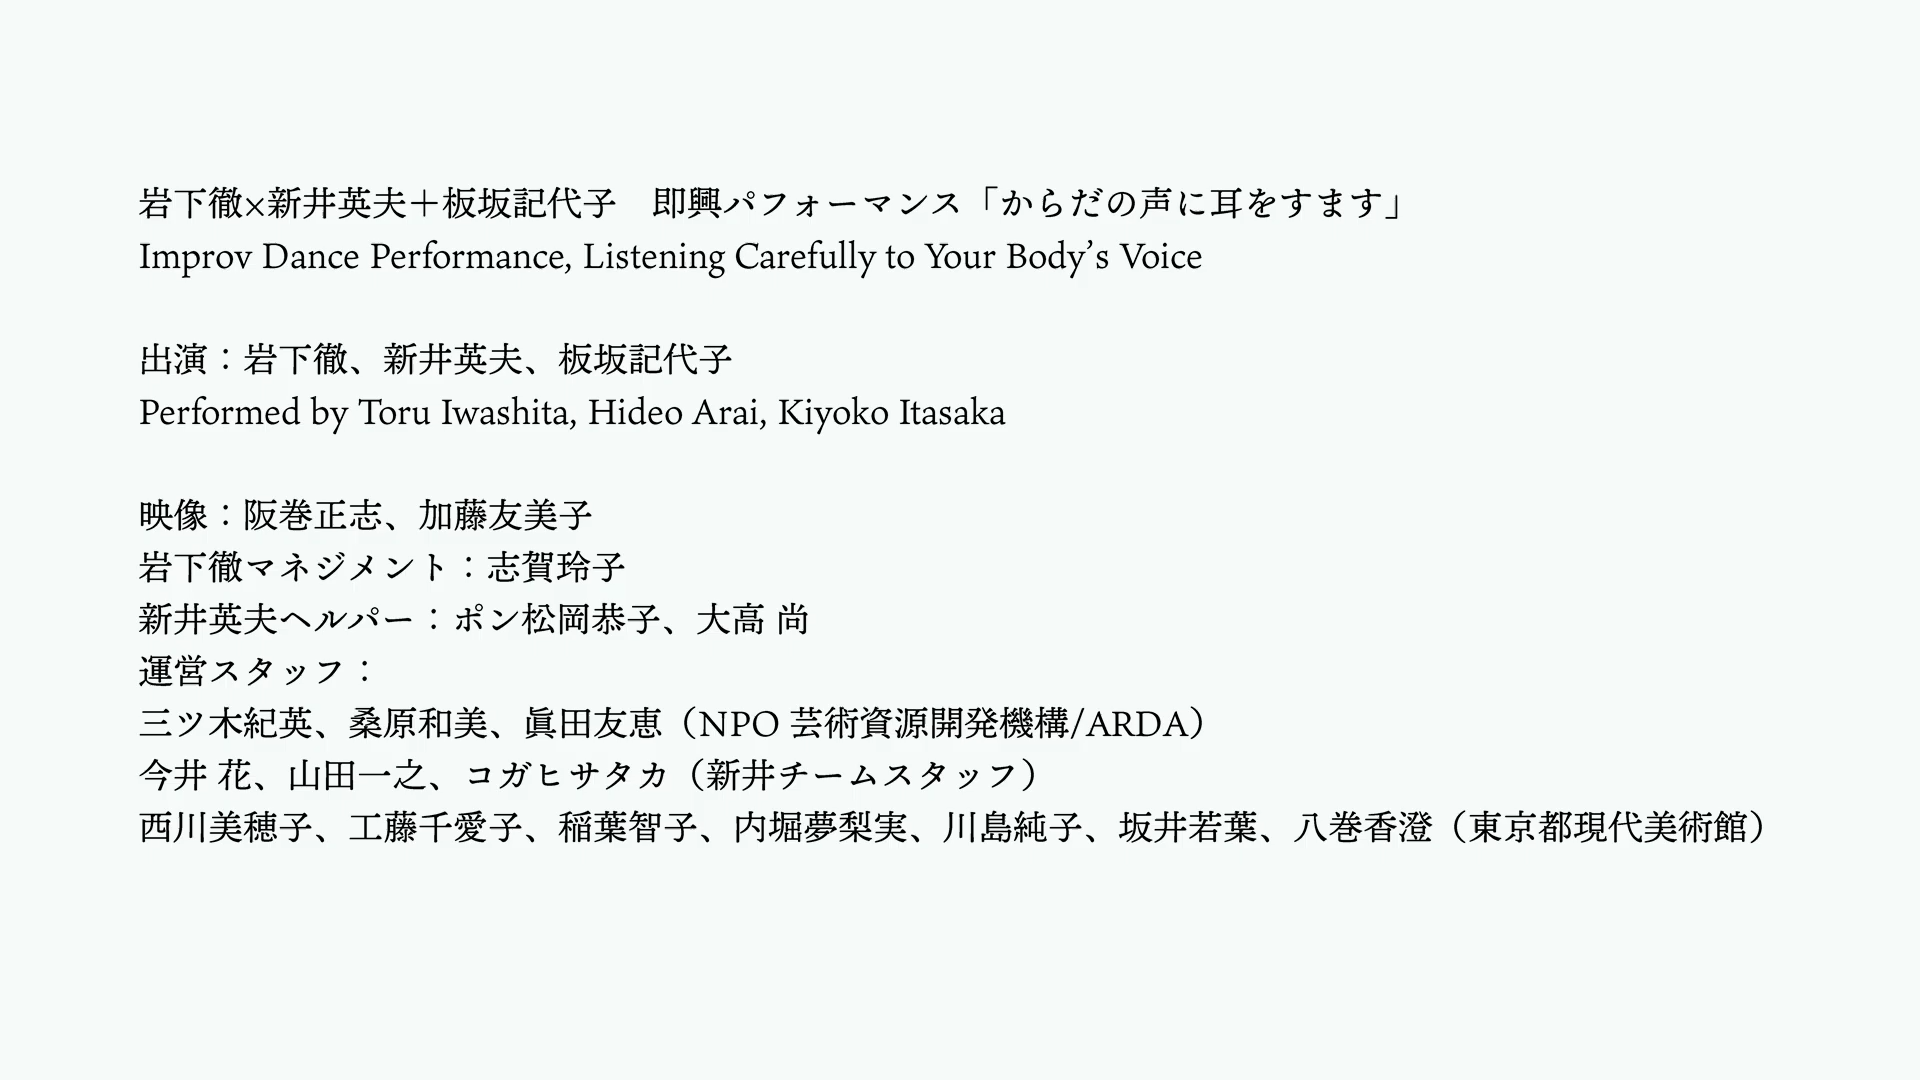 岩下徹×新井英夫＋板坂記代子　即興パフォーマンス「からだの声に耳をすます」
Improv Dance Performance, Listening Carefully to Your Body’s Voice
出演：岩下徹、新井英夫、板坂記代子
Performed by Toru Iwashita, Hideo Arai, Kiyoko Itasaka
映像：阪巻正志、加藤友美子
岩下徹マネジメント：志賀玲子
新井英夫ヘルパー：ポン松岡恭子、大高 尚
運営スタッフ：
三ツ木紀英、桑原和美、眞田友恵（NPO 芸術資源開発機構/ARDA）
今井 花、山田一之、コガヒサタカ（新井チームスタッフ）
西川美穂子、工藤千愛子、稲葉智子、内堀夢梨実、川島純子、坂井若葉、八巻香澄（東京都現代美術館）